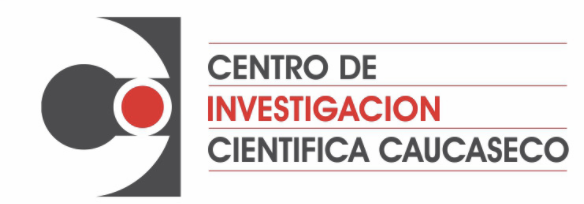 CENTRO DE
INVESTIGACION
CIENTIFICA CAUCASECO